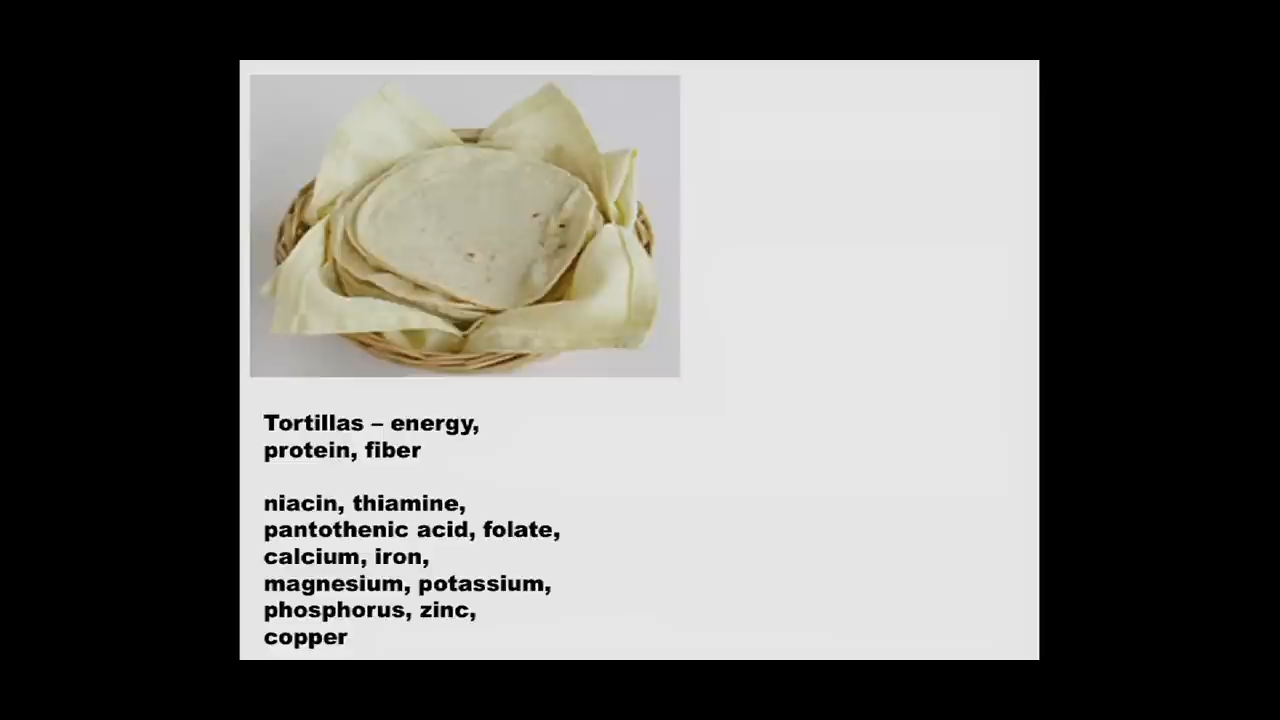 Tortillas – energy,
protein, fiber
niacin, thiamine,
pantothenic acid, folate,
calcium, iron,
magnesium, potassium,
phosphorus, zinc,
copper